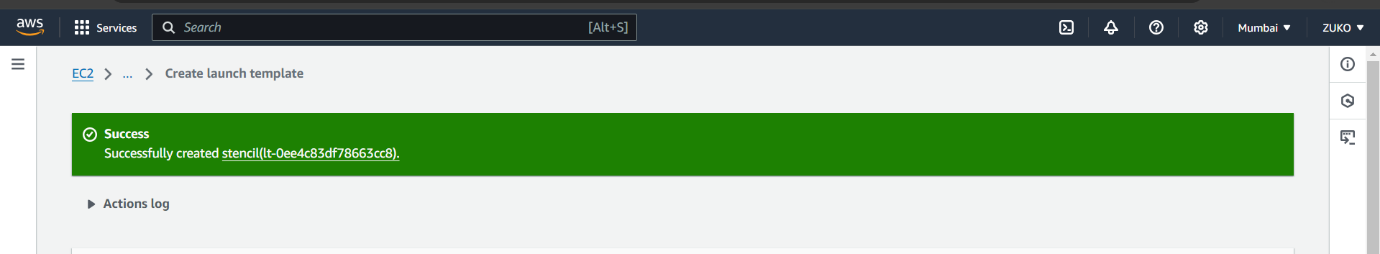 aws Services Search [Alt+S] Mumbai ▼ ZUKO ▼
EC2 > ... > Create launch template
Success
Successfully created stencil(lt-0ee4c83df78663cc8).
Actions log